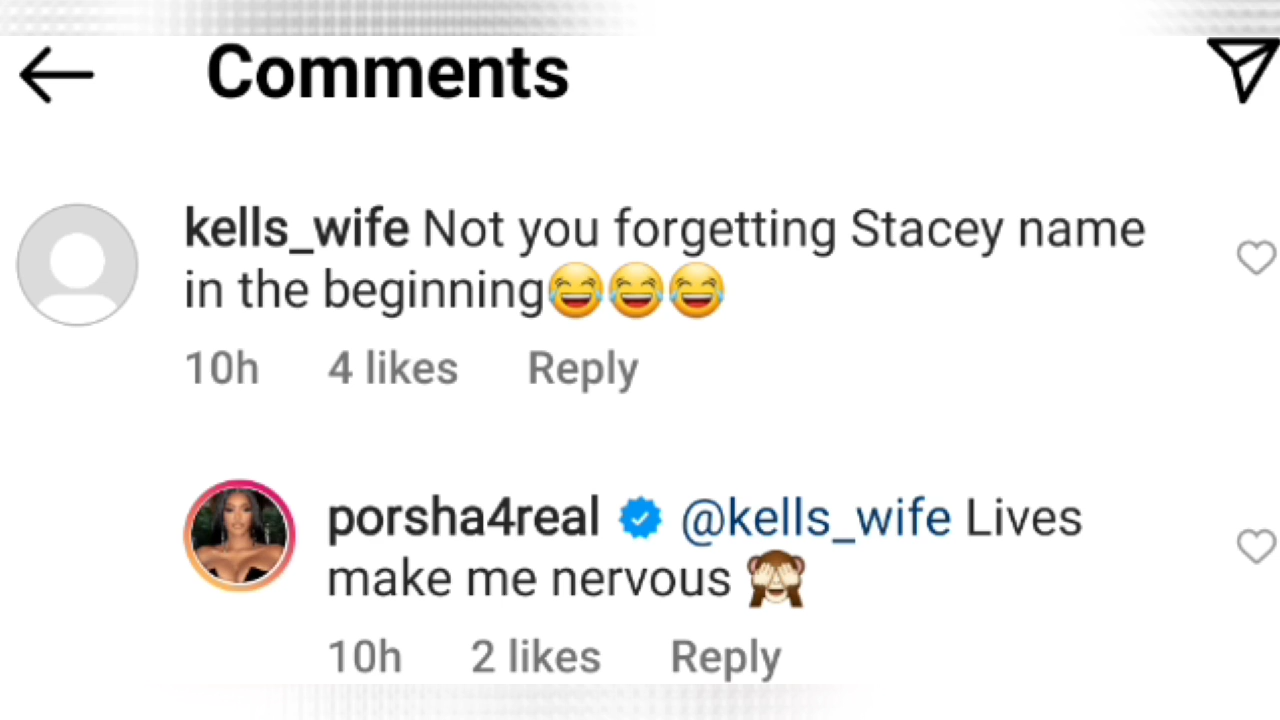 Comments
kells_wife Not you forgetting Stacey name
in the beginning😂😂😂
10h 4 likes Reply
porsha4real @kells_wife Lives
make me nervous 🙈
10h 2 likes Reply